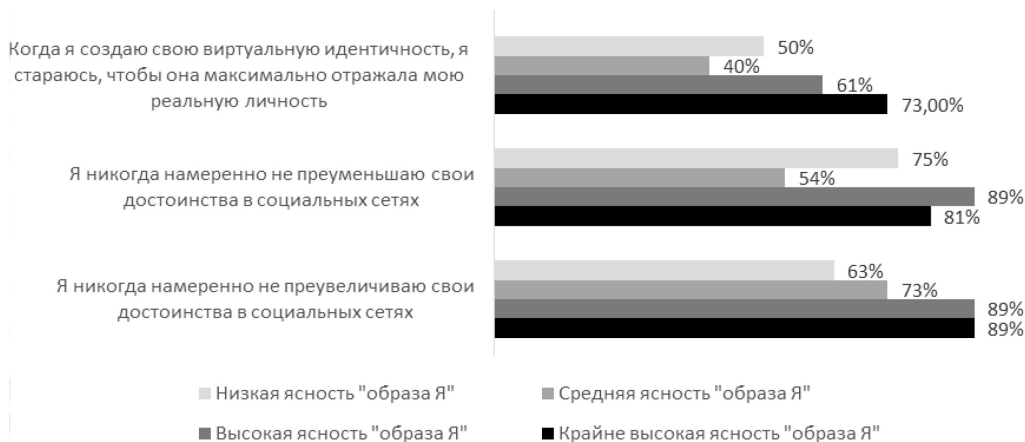 Когда я создаю свою виртуальную идентичность, я
стараюсь, чтобы она максимально отражала мою
реальную личность
50%
40%
61%
73,00%
Я никогда намеренно не преуменьшаю свои
достоинства в социальных сетях
75%
54%
89%
81%
Я никогда намеренно не преувеличиваю свои
достоинства в социальных сетях
63%
73%
89%
89%
Низкая ясность "образа Я"
Средняя ясность "образа Я"
Высокая ясность "образа Я"
Крайне высокая ясность "образа Я"